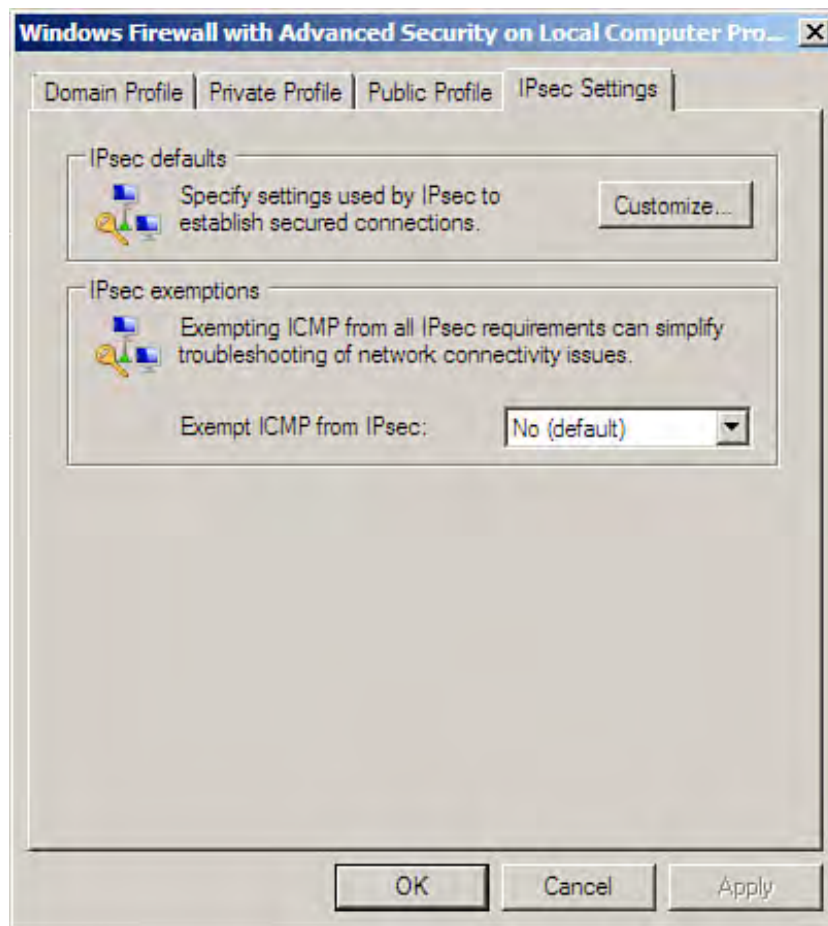 Windows Firewall with Advanced Security on Local Computer Pro...
Domain Profile
Private Profile
Public Profile
IPsec Settings
IPsec defaults
Specify settings used by IPsec to
establish secured connections.
Customize...
IPsec exemptions
Exempting ICMP from all IPsec requirements can simplify
troubleshooting of network connectivity issues.
Exempt ICMP from IPsec:
No (default)
OK
Cancel
Apply